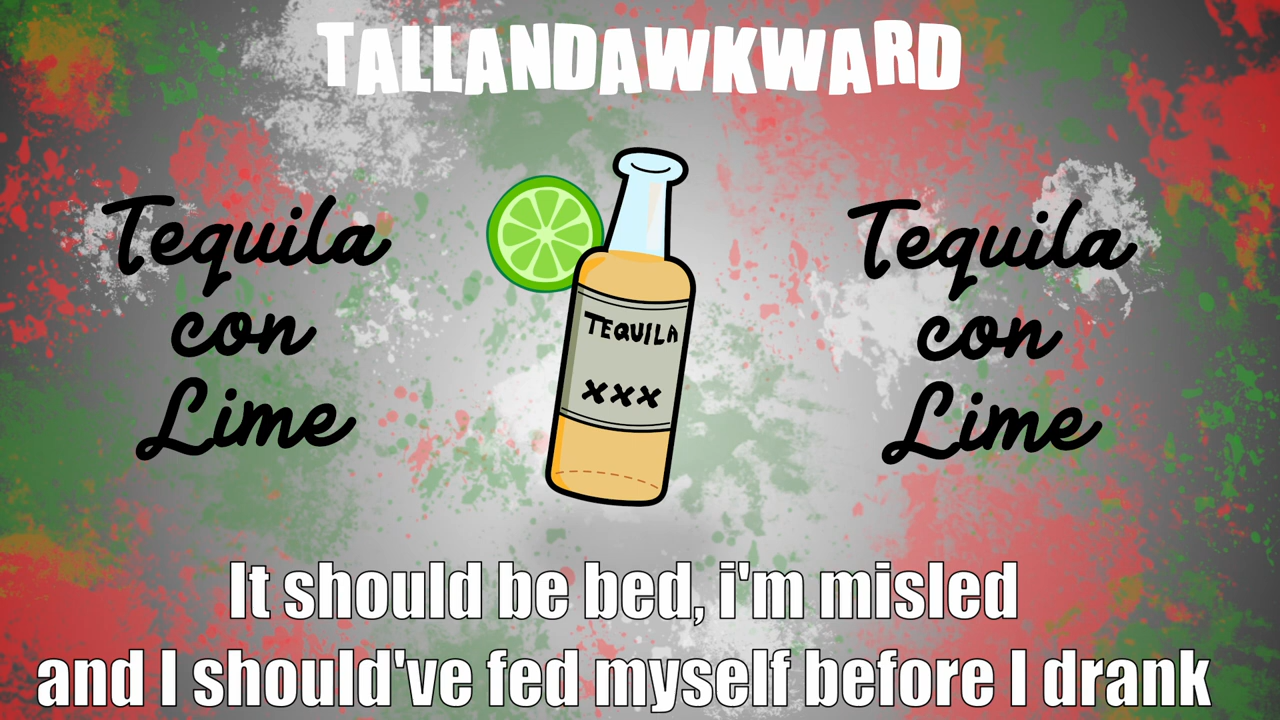 TALLANDAWKWARD
Tequila
con
Lime
TEQUILA
XXX
Tequila
con
Lime
It should be bed, i'm misled
and I should've fed myself before I drank